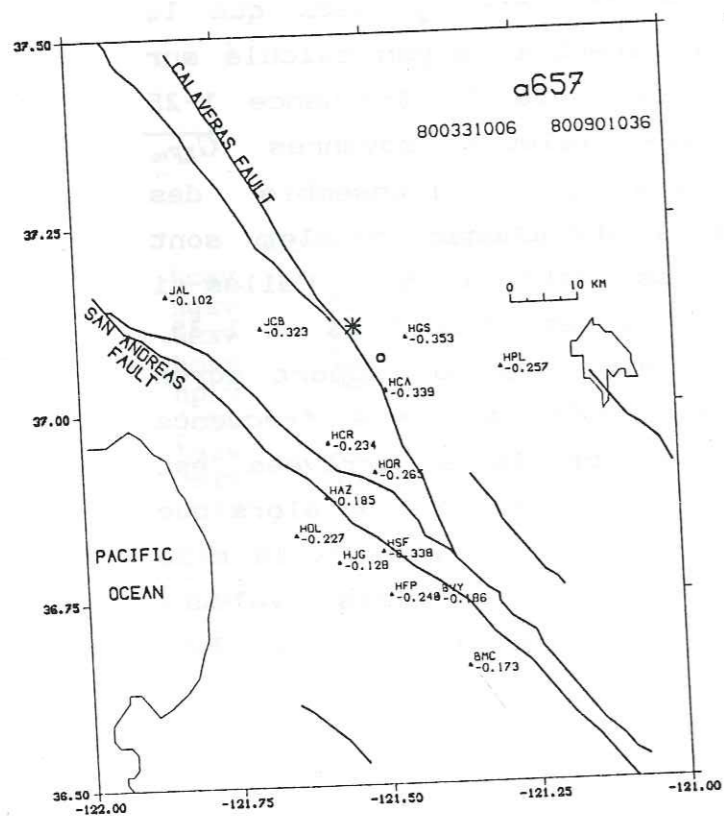 37.50
a657
800331006 800901036
CALAVERAS FAULT
37.25
0 10 KM
JAL
-0.102
JCB
-0.323
HGS
-0.353
HPL
-0.257
SAN ANDREAS
FAULT
HCA
-0.339
37.00
HCR
-0.234
HOR
-0.265
HAZ
-0.185
HDL
-0.227
HSF
-0.338
HJG
-0.128
PACIFIC
OCEAN
HFP
-0.248
BVY
-0.186
36.75
BMC
-0.173
36.50
-122.00 -121.75 -121.50 -121.25 -121.00